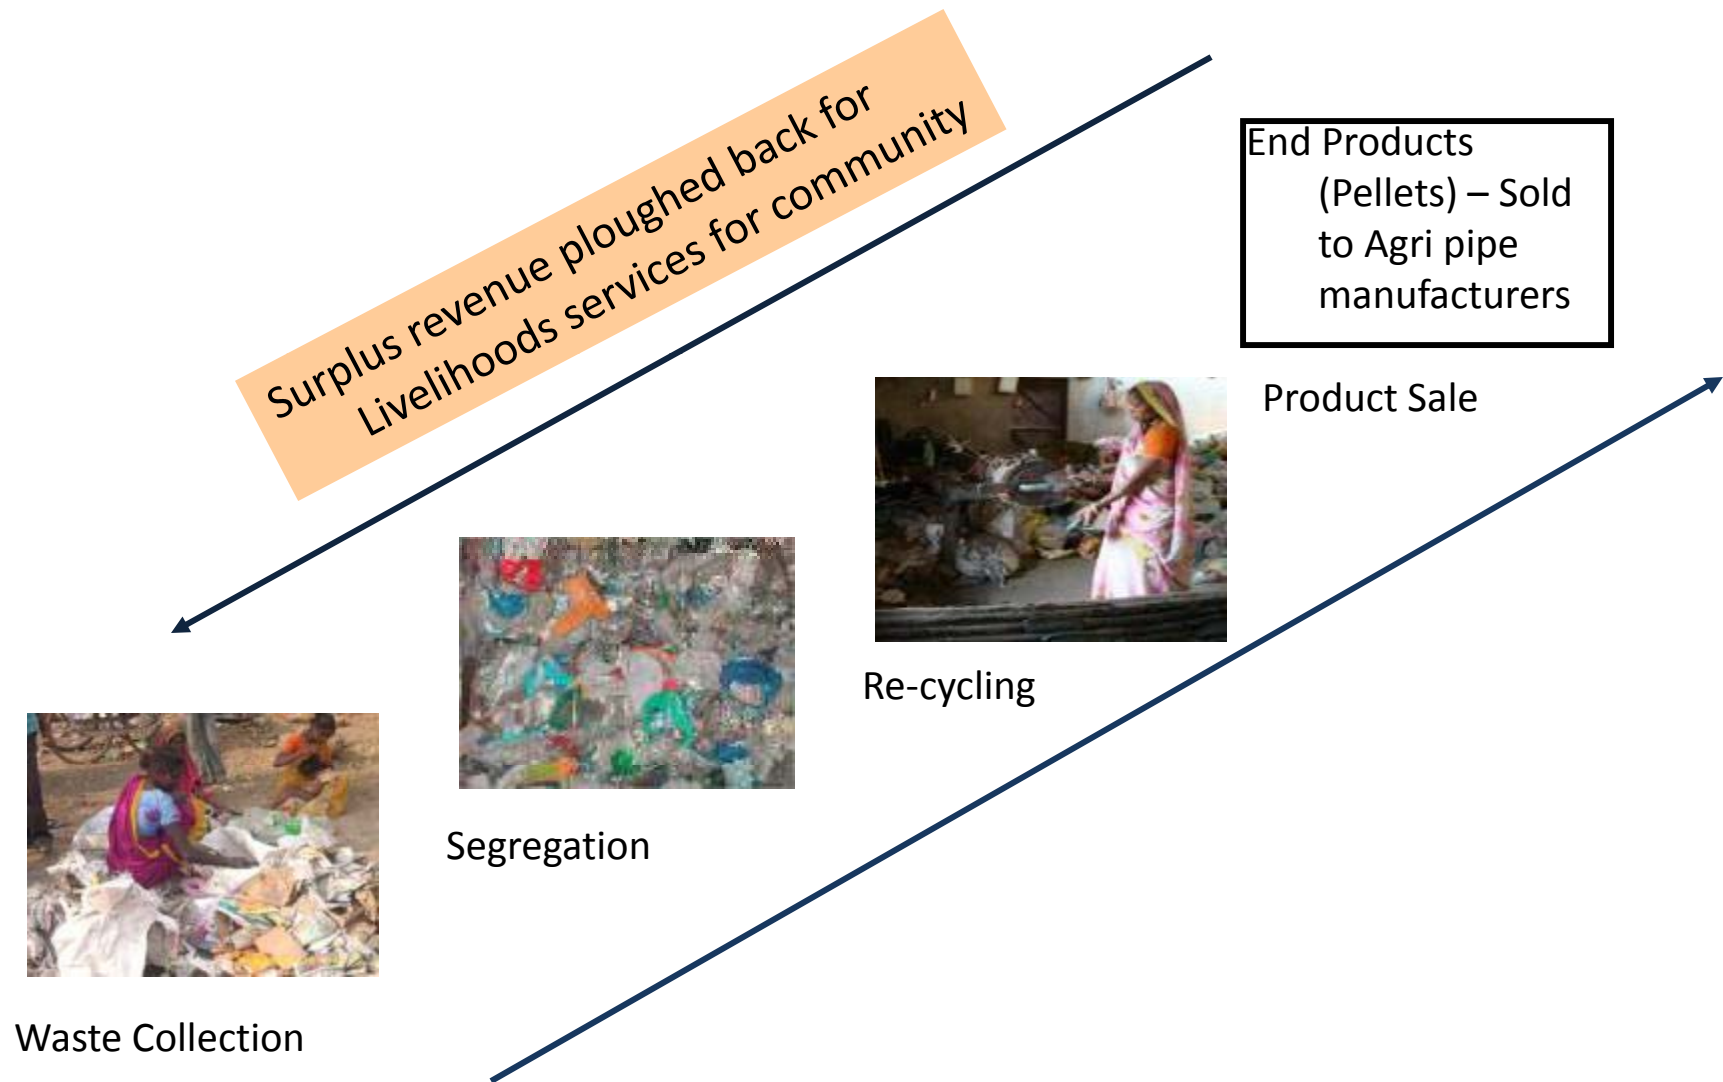 Surplus revenue ploughed back for
Livelihoods services for community
End Products
(Pellets) – Sold
to Agri pipe
manufacturers
Product Sale
Re-cycling
Segregation
Waste Collection